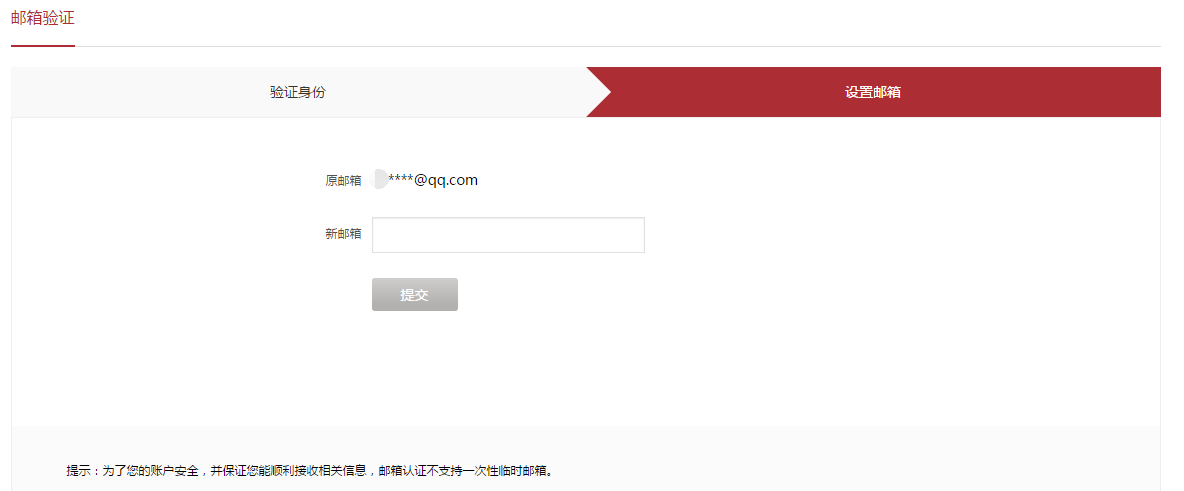 邮箱验证
验证身份
设置邮箱
原邮箱 ****@qq.com
新邮箱
提交
提示：为了您的账户安全，并保证您能顺利接收相关信息，邮箱认证不支持一次性临时邮箱。